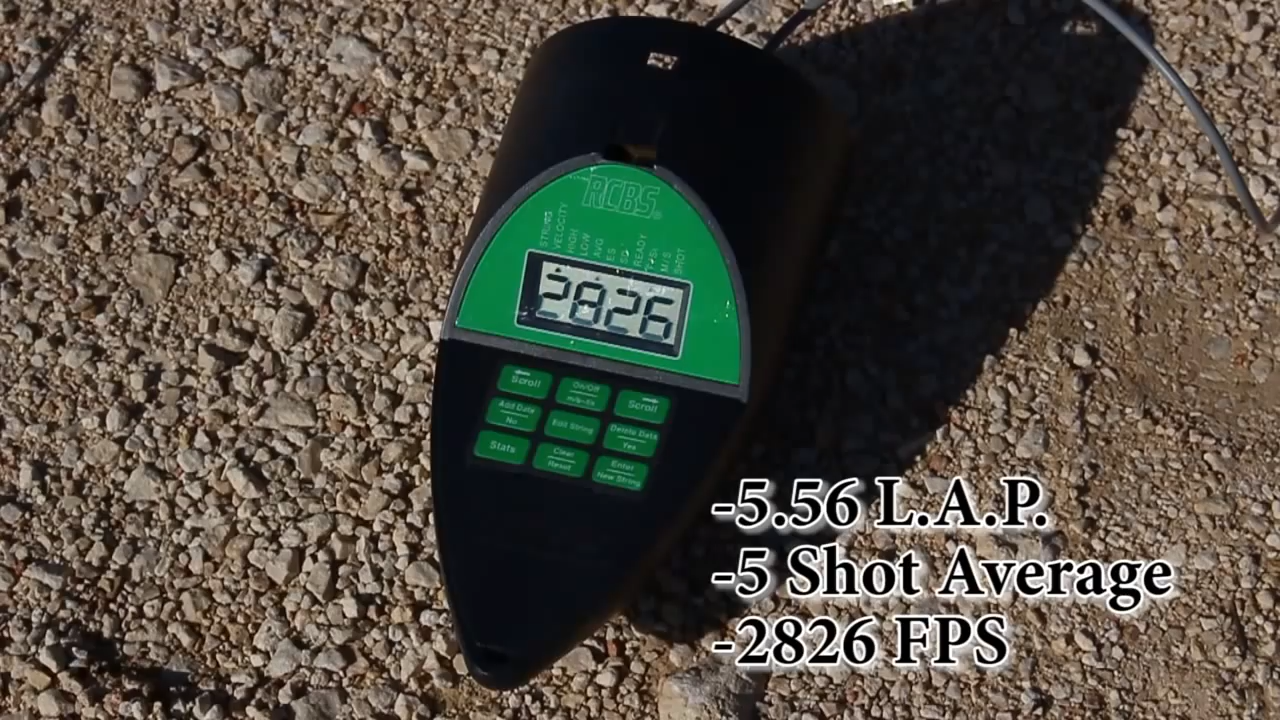 RCBS
STRING
VELOCITY
HIGH
LOW
AVG
ES
SD
READY
M/S
SHOT
2826
Scroll
On/Off
Scroll
Add Data
No
Edit String
Delete Data
Yes
Stats
Clear
Reset
Enter
New String
-5.56 L.A.P.
-5 Shot Average
-2826 FPS